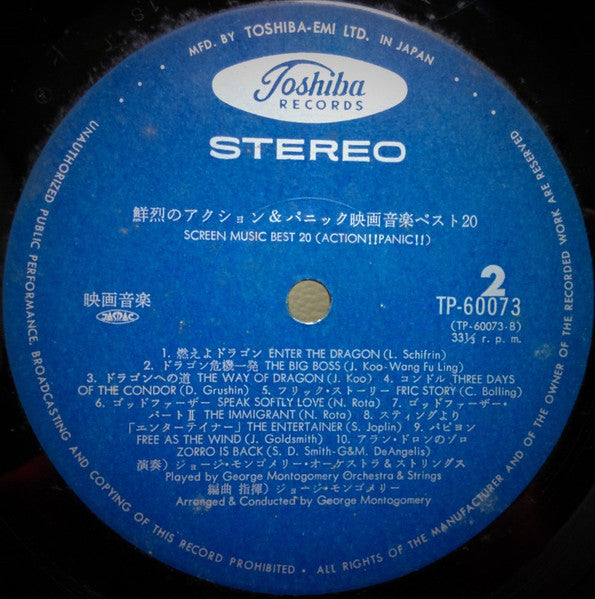 MFD. BY TOSHIBA-EMI LTD. IN JAPAN
Toshiba
RECORDS
STEREO
鮮烈のアクション&パニック映画音楽ベスト20
SCREEN MUSIC BEST 20 (ACTION!!PANIC!!)
2
映画音楽
TP-60073
JASRAC
(TP-60073-B)
33⅓ r. p. m.
1. 燃えよドラゴン ENTER THE DRAGON (L. Schifrin)
2. ドラゴン危機一発 THE BIG BOSS (J. Koo-Wang Fu Ling)
3. ドラゴンへの道 THE WAY OF DRAGON (J. Koo) 4. コンドル THREE DAYS
OF THE CONDOR (D. Grushin) 5. フリック・ストーリー FRIC STORY (C. Bolling)
6. ゴッドファーザー SPEAK SOFTLY LOVE (N. Rota) 7. ゴッドファーザー・
パートⅡ THE IMMIGRANT (N. Rota) 8. スティングより
「エンターテイナー」 THE ENTERTAINER (S. Joplin) 9. パピヨン
FREE AS THE WIND (J. Goldsmith) 10. アラン・ドロンのゾロ
ZORRO IS BACK (S. D. Smith-G&M. DeAngelis)
演奏) ジョージ・モンゴメリー・オーケストラ&ストリングス
Played by George Montogomery Orchestra & Strings
編曲 指揮) ジョージ・モンゴメリー
Arranged & Conducted by George Montogomery
UNAUTHORIZED PUBLIC PERFORMANCE, BROADCASTING AND COPYING OF THIS RECORD PROHIBITED • ALL RIGHTS OF THE MANUFACTURER AND OF THE OWNER OF THE RECORDED WORK ARE RESERVED